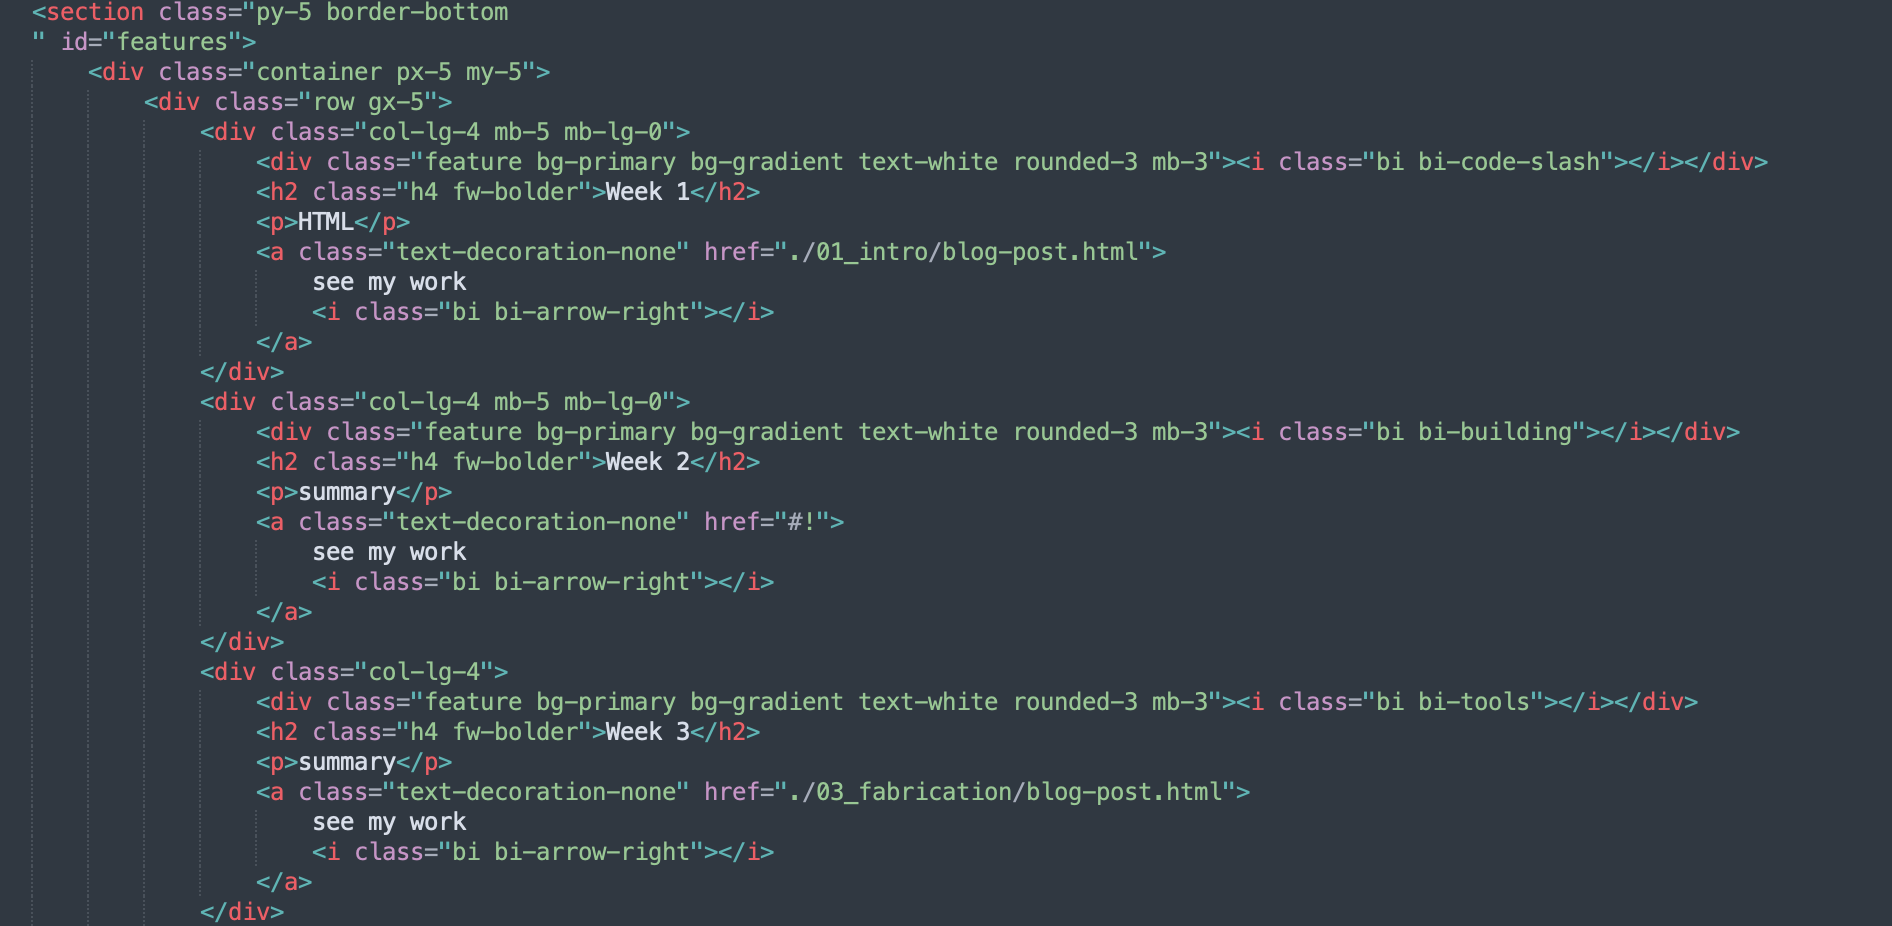 <section class="py-5 border-bottom
" id="features">
<div class="container px-5 my-5">
<div class="row gx-5">
<div class="col-lg-4 mb-5 mb-lg-0">
<div class="feature bg-primary bg-gradient text-white rounded-3 mb-3"><i class="bi bi-code-slash"></i></div>
<h2 class="h4 fw-bolder">Week 1</h2>
<p>HTML</p>
<a class="text-decoration-none" href="./01_intro/blog-post.html">
see my work
<i class="bi bi-arrow-right"></i>
</a>
</div>
<div class="col-lg-4 mb-5 mb-lg-0">
<div class="feature bg-primary bg-gradient text-white rounded-3 mb-3"><i class="bi bi-building"></i></div>
<h2 class="h4 fw-bolder">Week 2</h2>
<p>summary</p>
<a class="text-decoration-none" href="#!">
see my work
<i class="bi bi-arrow-right"></i>
</a>
</div>
<div class="col-lg-4">
<div class="feature bg-primary bg-gradient text-white rounded-3 mb-3"><i class="bi bi-tools"></i></div>
<h2 class="h4 fw-bolder">Week 3</h2>
<p>summary</p>
<a class="text-decoration-none" href="./03_fabrication/blog-post.html">
see my work
<i class="bi bi-arrow-right"></i>
</a>
</div>